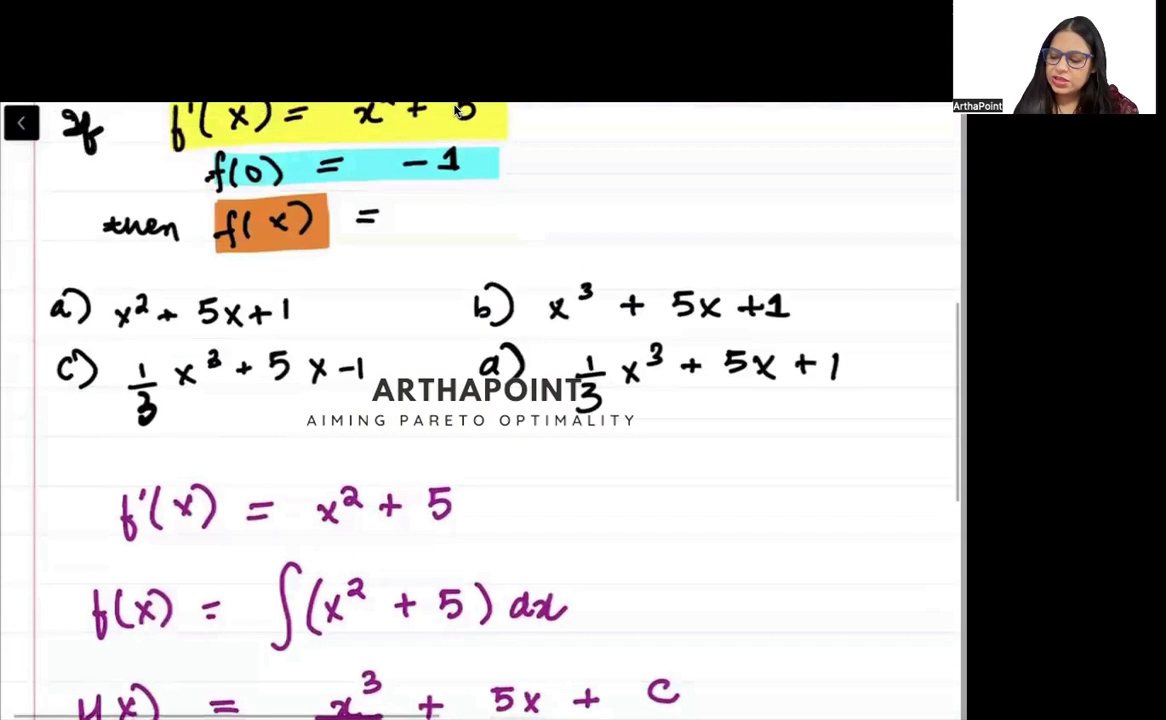 ArthaPoint
If f'(x) = x² + 5
f(0) = -1
then f(x) =
a) x² + 5x+1 b) x³ + 5x +1
c) 1/3 x³ + 5x-1 a) 1/3 x³ + 5x + 1
ARTHAPOINT
AIMING PARETO OPTIMALITY
f'(x) = x² + 5
f(x) = ∫(x² + 5) dx
f(x) = x³ + 5x + C